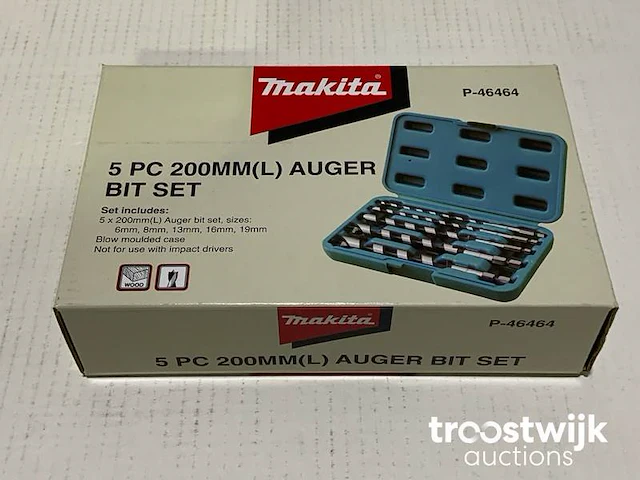 Makita®
P-46464
5 PC 200MM(L) AUGER
BIT SET
Set includes:
5 x 200mm(L) Auger bit set, sizes:
6mm, 8mm, 13mm, 16mm, 19mm
Blow moulded case
Not for use with impact drivers
WOOD
Makita
P-46464
5 PC 200MM(L) AUGER BIT SET
troostwijk
auctions